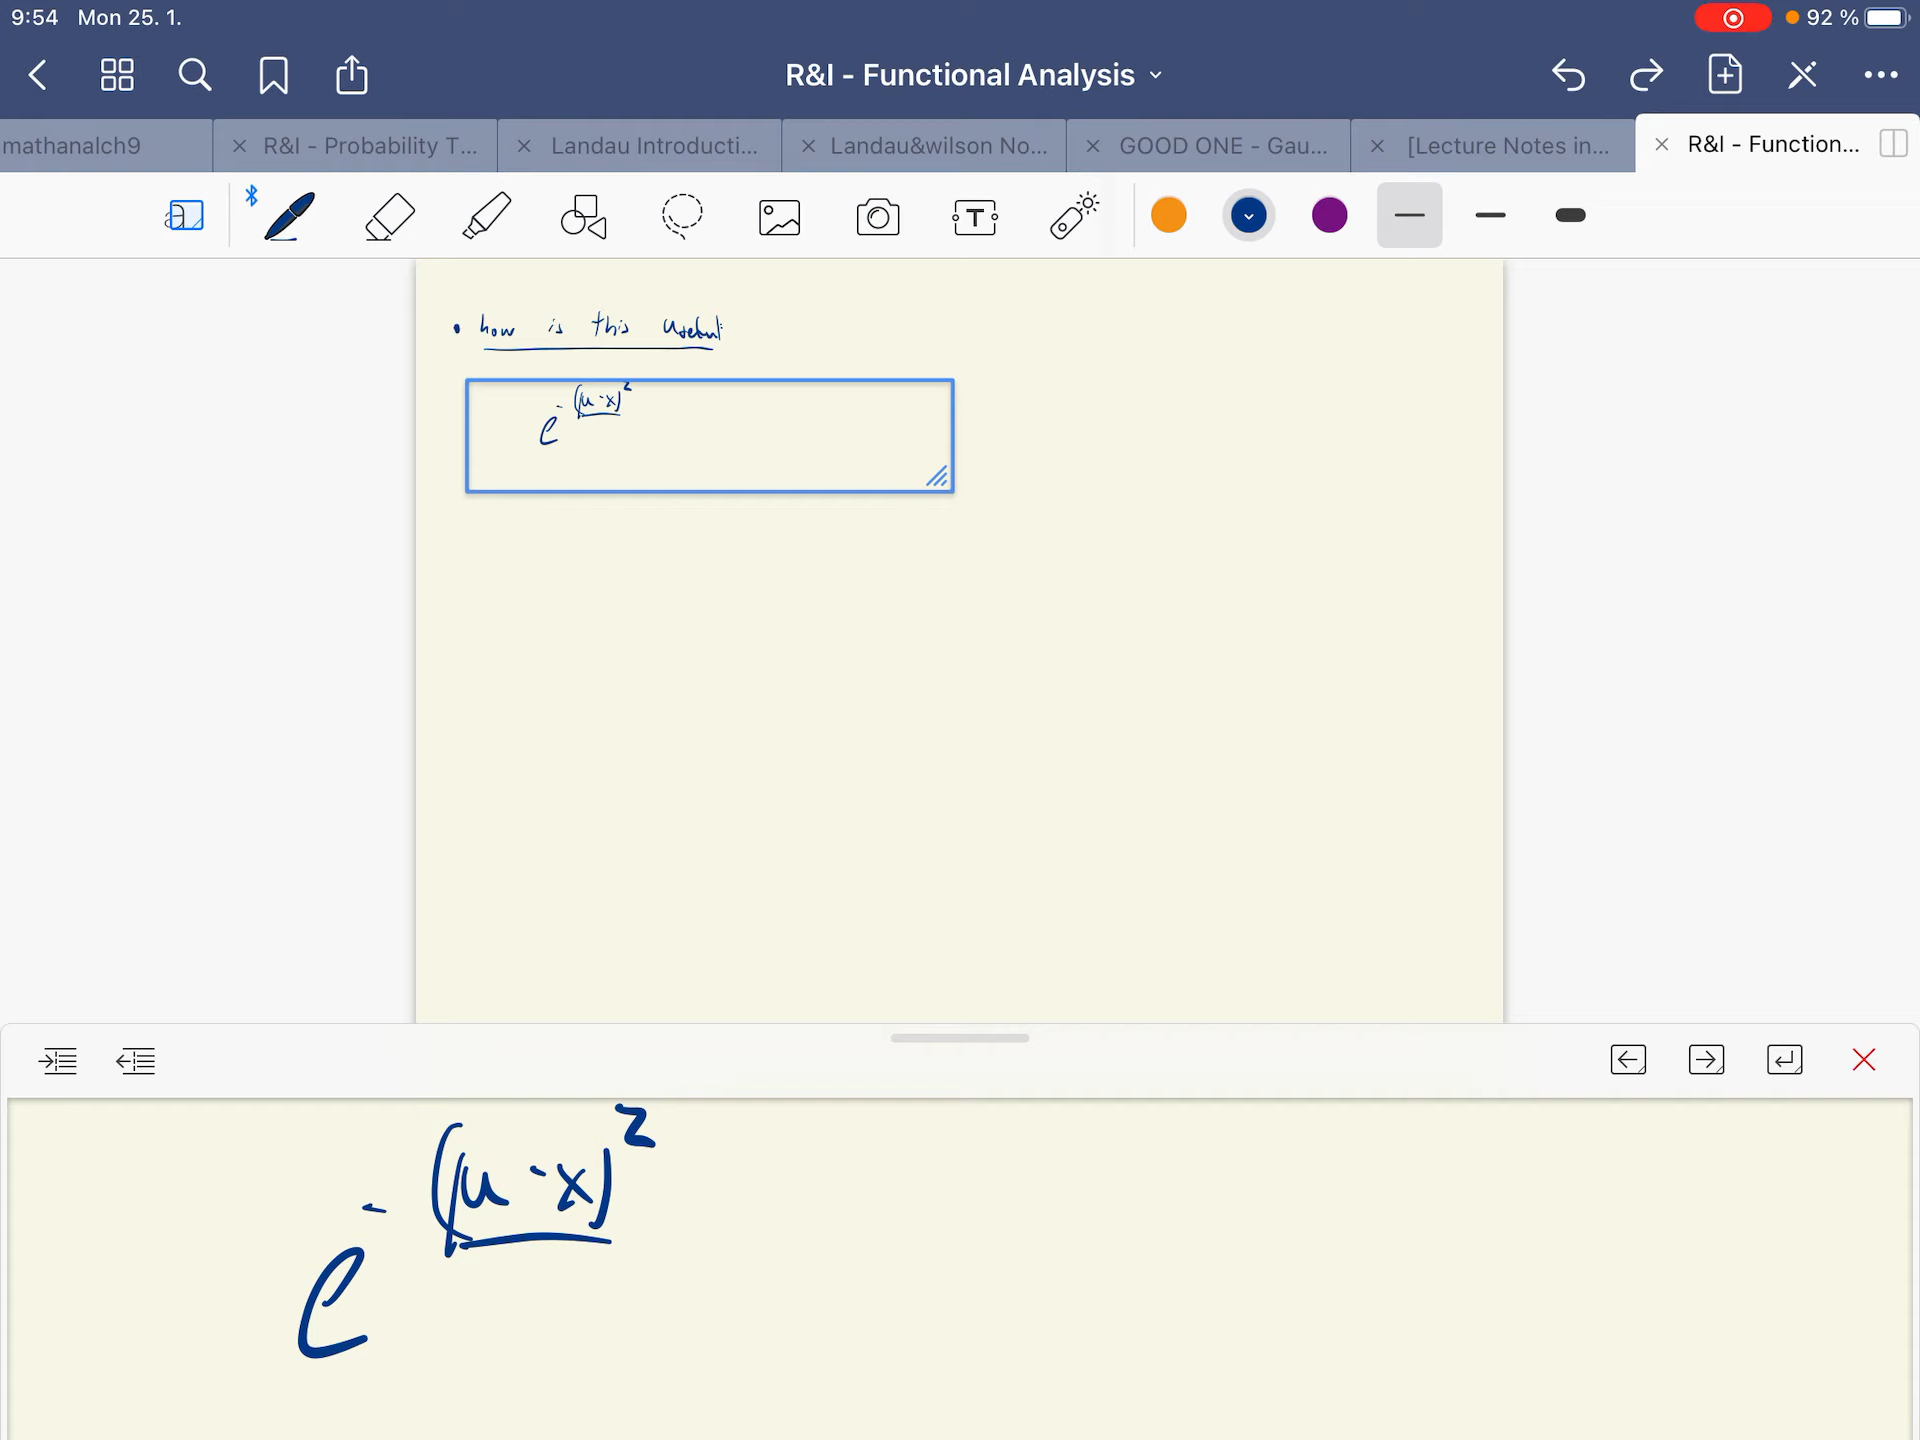 9:54 Mon 25. 1. 92 %
R&I - Functional Analysis
mathanalch9 R&I - Probability T... Landau Introducti... Landau&wilson No... GOOD ONE - Gau... [Lecture Notes in... R&I - Function...
T
• how is this useful
e^-(μ-x)^2
e^-(μ-x)^2